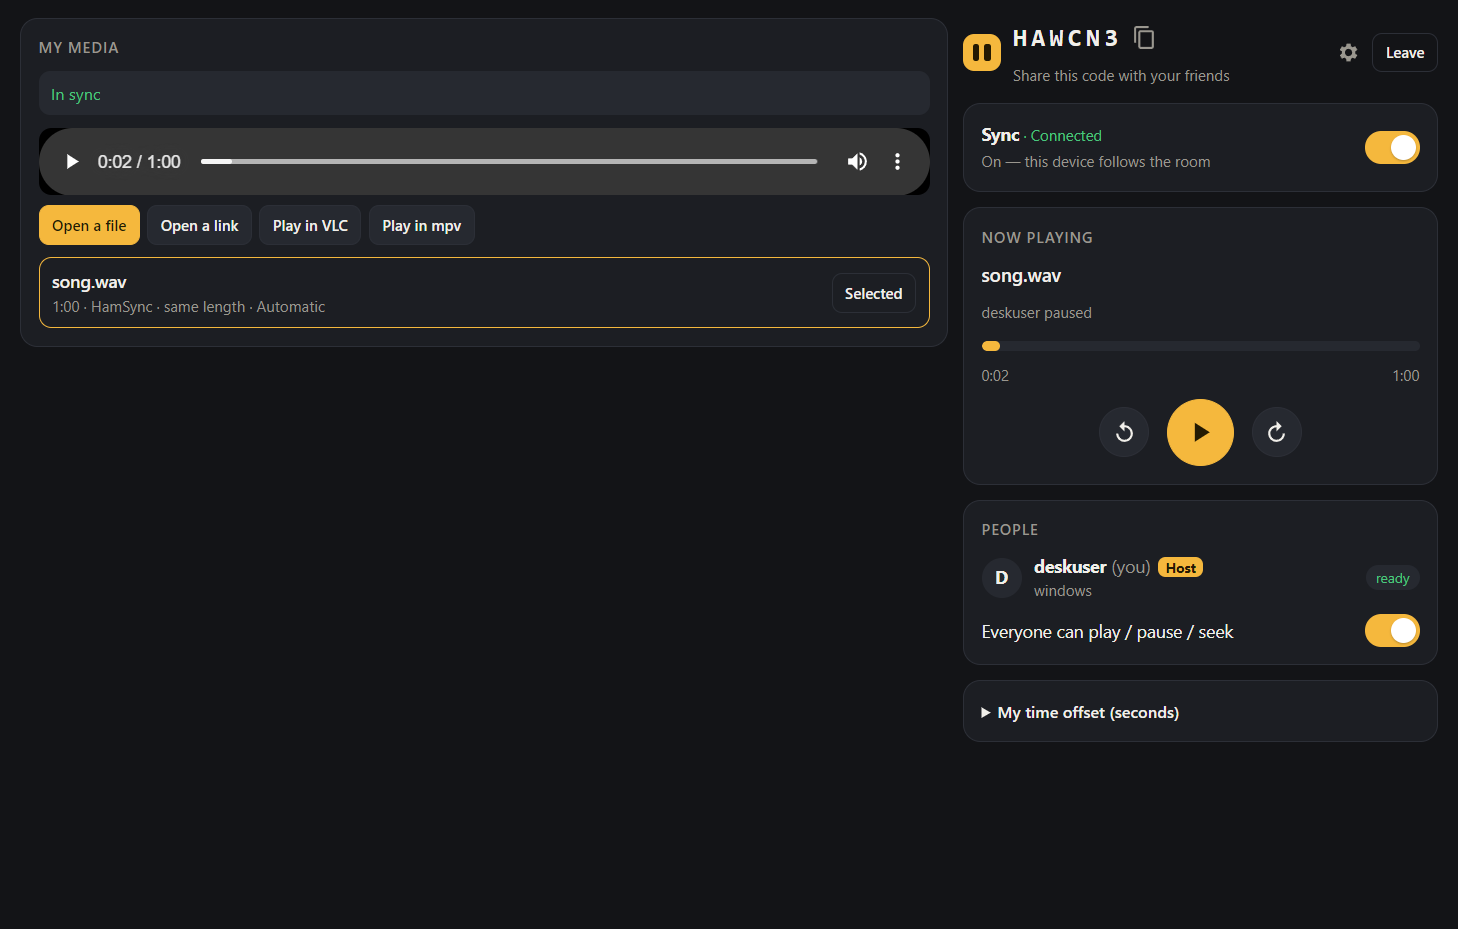 MY MEDIA
In sync
0:02 / 1:00
Open a file
Open a link
Play in VLC
Play in mpv
song.wav
1:00 · HamSync · same length · Automatic
Selected
HAWCN3
Share this code with your friends
Leave
Sync · Connected
On — this device follows the room
NOW PLAYING
song.wav
deskuser paused
0:02
1:00
PEOPLE
D
deskuser (you) Host
windows
ready
Everyone can play / pause / seek
My time offset (seconds)